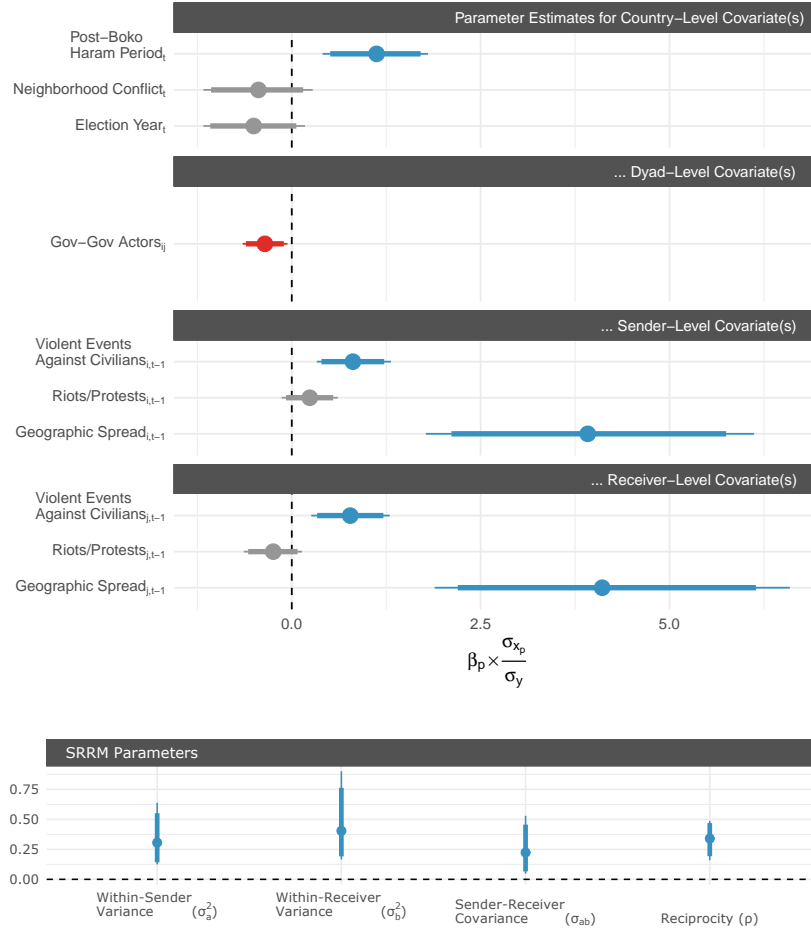 Parameter Estimates for Country−Level Covariate(s)
Post−Boko
Haram Period_t
Neighborhood Conflict_t
Election Year_t
... Dyad−Level Covariate(s)
Gov−Gov Actors_ij
... Sender−Level Covariate(s)
Violent Events
Against Civilians_i,t−1
Riots/Protests_i,t−1
Geographic Spread_i,t−1
... Receiver−Level Covariate(s)
Violent Events
Against Civilians_j,t−1
Riots/Protests_j,t−1
Geographic Spread_j,t−1
0.0 2.5 5.0
β_p × σ_x_p / σ_y
SRRM Parameters
0.75
0.50
0.25
0.00
Within-Sender
Variance (σ_a^2)
Within-Receiver
Variance (σ_b^2)
Sender-Receiver
Covariance (σ_ab)
Reciprocity (ρ)